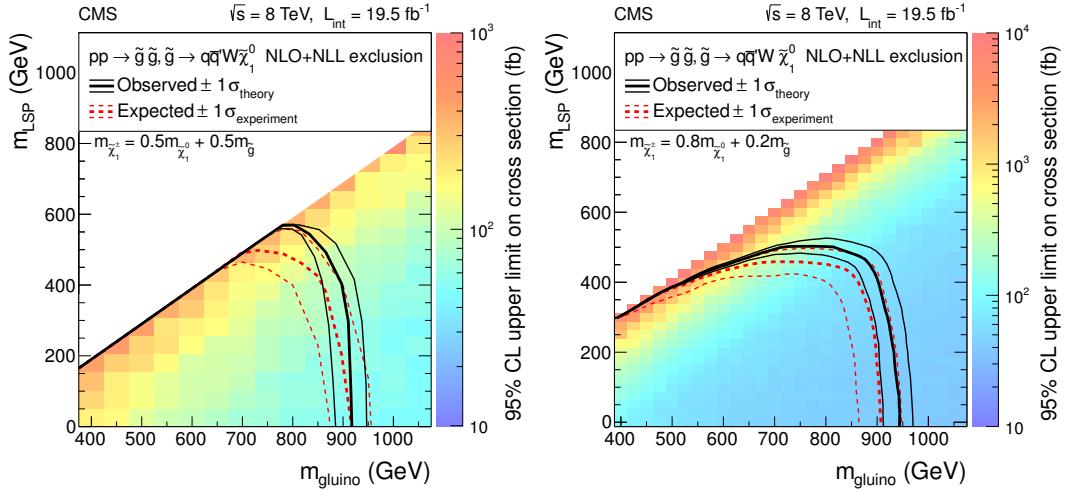 CMS √s = 8 TeV, L_int = 19.5 fb⁻¹
pp → g̃ g̃, g̃ → qq̄'Wχ̃₁⁰ NLO+NLL exclusion
Observed ± 1σ_theory
Expected ± 1σ_experiment
m_χ̃₁± = 0.5m_χ̃₁⁰ + 0.5m_g̃
m_LSP (GeV)
1000
800
600
400
200
0
400 500 600 700 800 900 1000
m_gluino (GeV)
10³
10²
10
95% CL upper limit on cross section (fb)
CMS √s = 8 TeV, L_int = 19.5 fb⁻¹
pp → g̃ g̃, g̃ → qq̄'W χ̃₁⁰ NLO+NLL exclusion
Observed ± 1σ_theory
Expected ± 1σ_experiment
m_χ̃₁± = 0.8m_χ̃₁⁰ + 0.2m_g̃
m_LSP (GeV)
1000
800
600
400
200
0
400 500 600 700 800 900 1000
m_gluino (GeV)
10⁴
10³
10²
10
95% CL upper limit on cross section (fb)